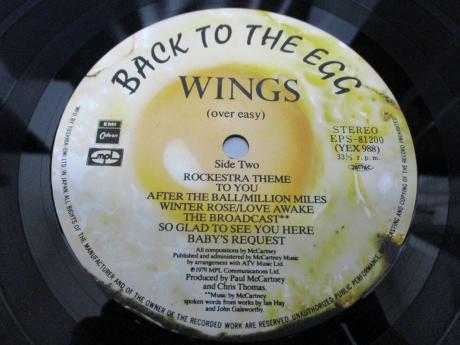 BACK TO THE EGG
WINGS
(over easy)
EMI
Odeon
mpl
STEREO
EPS-81200
(YEX 988)
33⅓ r.p.m.
Side Two
ROCKESTRA THEME
TO YOU
AFTER THE BALL/MILLION MILES
WINTER ROSE/LOVE AWAKE
THE BROADCAST**
SO GLAD TO SEE YOU HERE
BABY'S REQUEST
All compositions by McCartney
Published and administered by McCartney Music
by arrangement with ATV Music Ltd.
℗1979 MPL Communications Ltd.
Produced by Paul McCartney
and Chris Thomas.
**Music by McCartney
spoken words from works by Ian Hay
and John Galsworthy.
MFD BY TOSHIBA-EMI LTD IN JAPAN. ALL RIGHTS OF THE MANUFACTURER AND OF THE OWNER OF THE RECORDED WORK ARE RESERVED. UNAUTHORIZED PUBLIC PERFORMANCE, BROADCASTING AND COPYING OF THE RECORD PROHIBITED